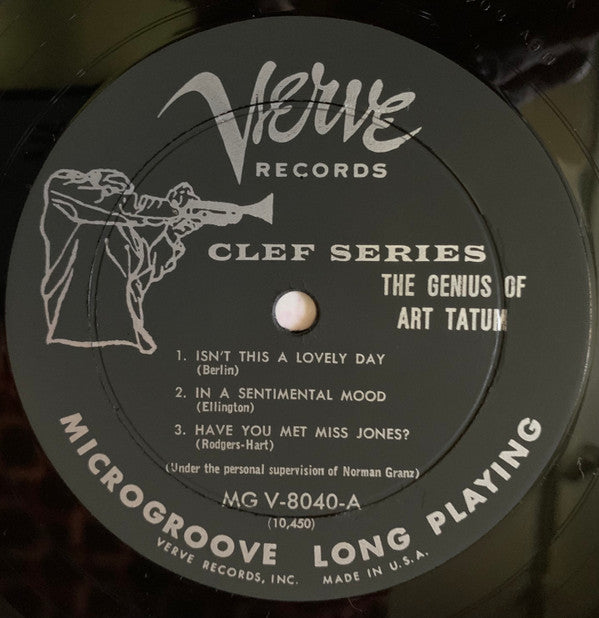 Verve
RECORDS
CLEF SERIES
THE GENIUS OF
ART TATUM
1. ISN'T THIS A LOVELY DAY
(Berlin)
2. IN A SENTIMENTAL MOOD
(Ellington)
3. HAVE YOU MET MISS JONES?
(Rodgers-Hart)
(Under the personal supervision of Norman Granz)
MG V-8040-A
(10,450)
MICROGROOVE LONG PLAYING
VERVE RECORDS, INC. MADE IN U.S.A.